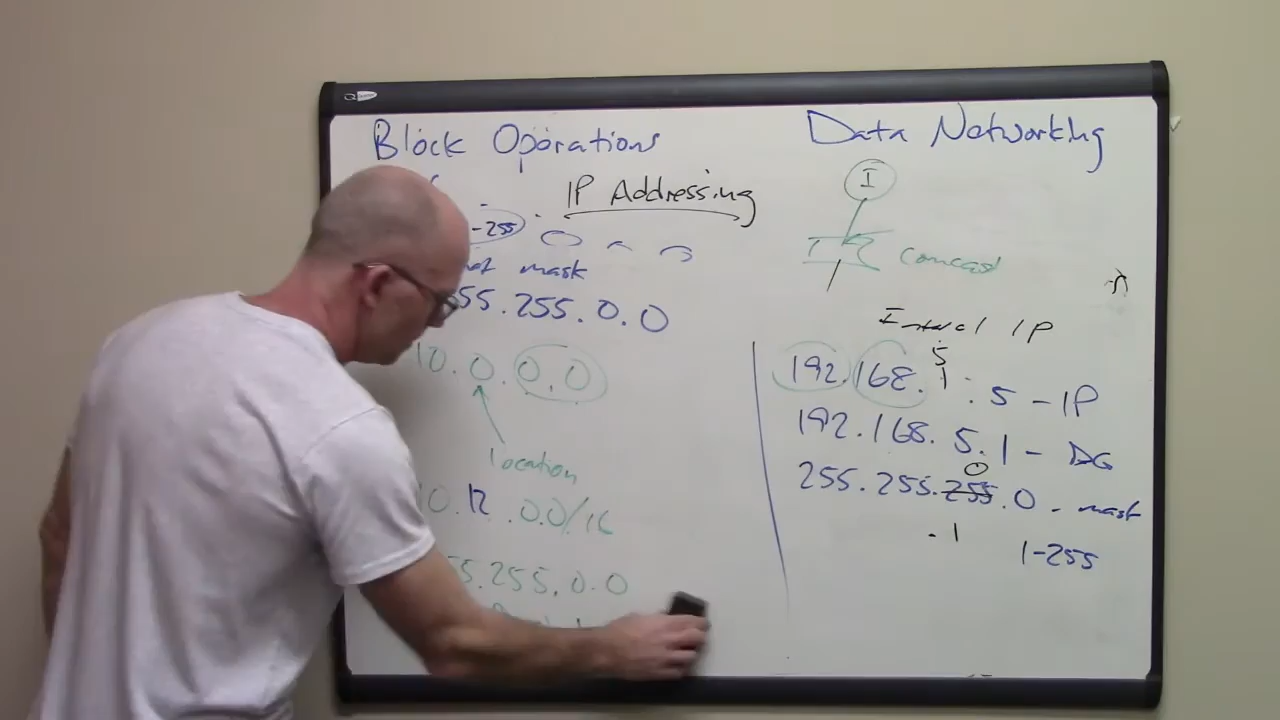 Block Operations
IP Addressing
-255
mask
55.255.0.0
10.0.0.0
location
10.12.0.0/16
55.255.0.0
Data Networking
I
Comcast
Internal IP
5
192.168.1.5 - IP
192.168.5.1 - DG
0
255.255.255.0 - mask
.1
1-255